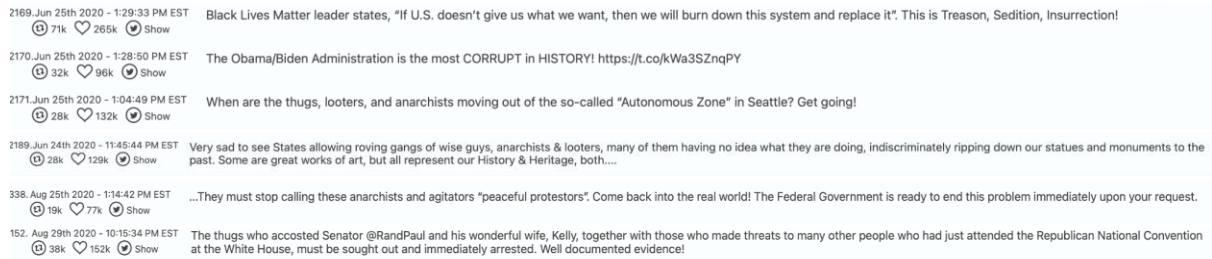 2169.Jun 25th 2020 - 1:29:33 PM EST Black Lives Matter leader states, “If U.S. doesn’t give us what we want, then we will burn down this system and replace it”. This is Treason, Sedition, Insurrection!
71k 265k Show
2170.Jun 25th 2020 - 1:28:50 PM EST The Obama/Biden Administration is the most CORRUPT in HISTORY! https://t.co/kWa3SZnqPY
32k 96k Show
2171.Jun 25th 2020 - 1:04:49 PM EST When are the thugs, looters, and anarchists moving out of the so-called “Autonomous Zone” in Seattle? Get going!
28k 132k Show
2189.Jun 24th 2020 - 11:45:44 PM EST Very sad to see States allowing roving gangs of wise guys, anarchists & looters, many of them having no idea what they are doing, indiscriminately ripping down our statues and monuments to the
28k 129k Show past. Some are great works of art, but all represent our History & Heritage, both....
338. Aug 25th 2020 - 1:14:42 PM EST ...They must stop calling these anarchists and agitators “peaceful protestors”. Come back into the real world! The Federal Government is ready to end this problem immediately upon your request.
19k 77k Show
152. Aug 29th 2020 - 10:15:34 PM EST The thugs who accosted Senator @RandPaul and his wonderful wife, Kelly, together with those who made threats to many other people who had just attended the Republican National Convention
38k 152k Show at the White House, must be sought out and immediately arrested. Well documented evidence!